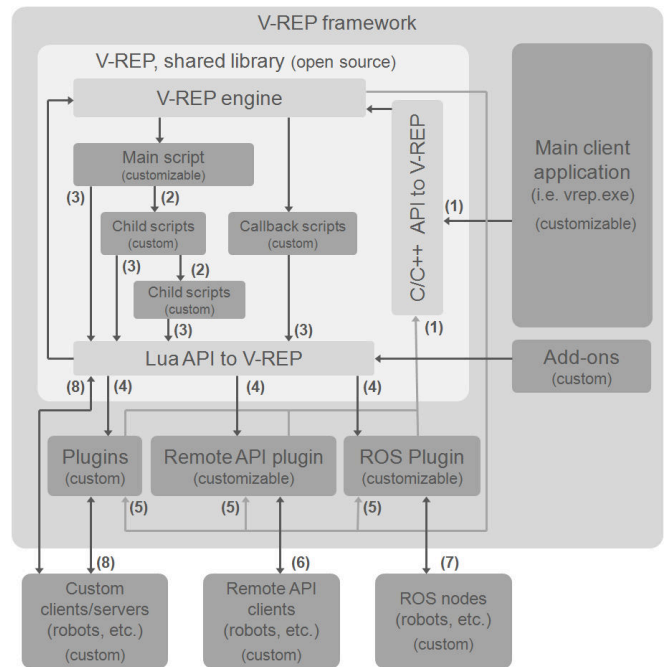 V-REP framework
V-REP, shared library (open source)
V-REP engine
Main script
(customizable)
(3)
(2)
Child scripts
(custom)
Callback scripts
(custom)
(3)
(2)
Child scripts
(custom)
(3)
(3)
C/C++ API to V-REP
(1)
(1)
Main client
application
(i.e. vrep.exe)
(customizable)
Lua API to V-REP
Add-ons
(custom)
(8)
(4)
(4)
(4)
Plugins
(custom)
Remote API plugin
(customizable)
ROS Plugin
(customizable)
(5)
(5)
(5)
(8)
(6)
(7)
Custom
clients/servers
(robots, etc.)
(custom)
Remote API
clients
(robots, etc.)
(custom)
ROS nodes
(robots, etc.)
(custom)